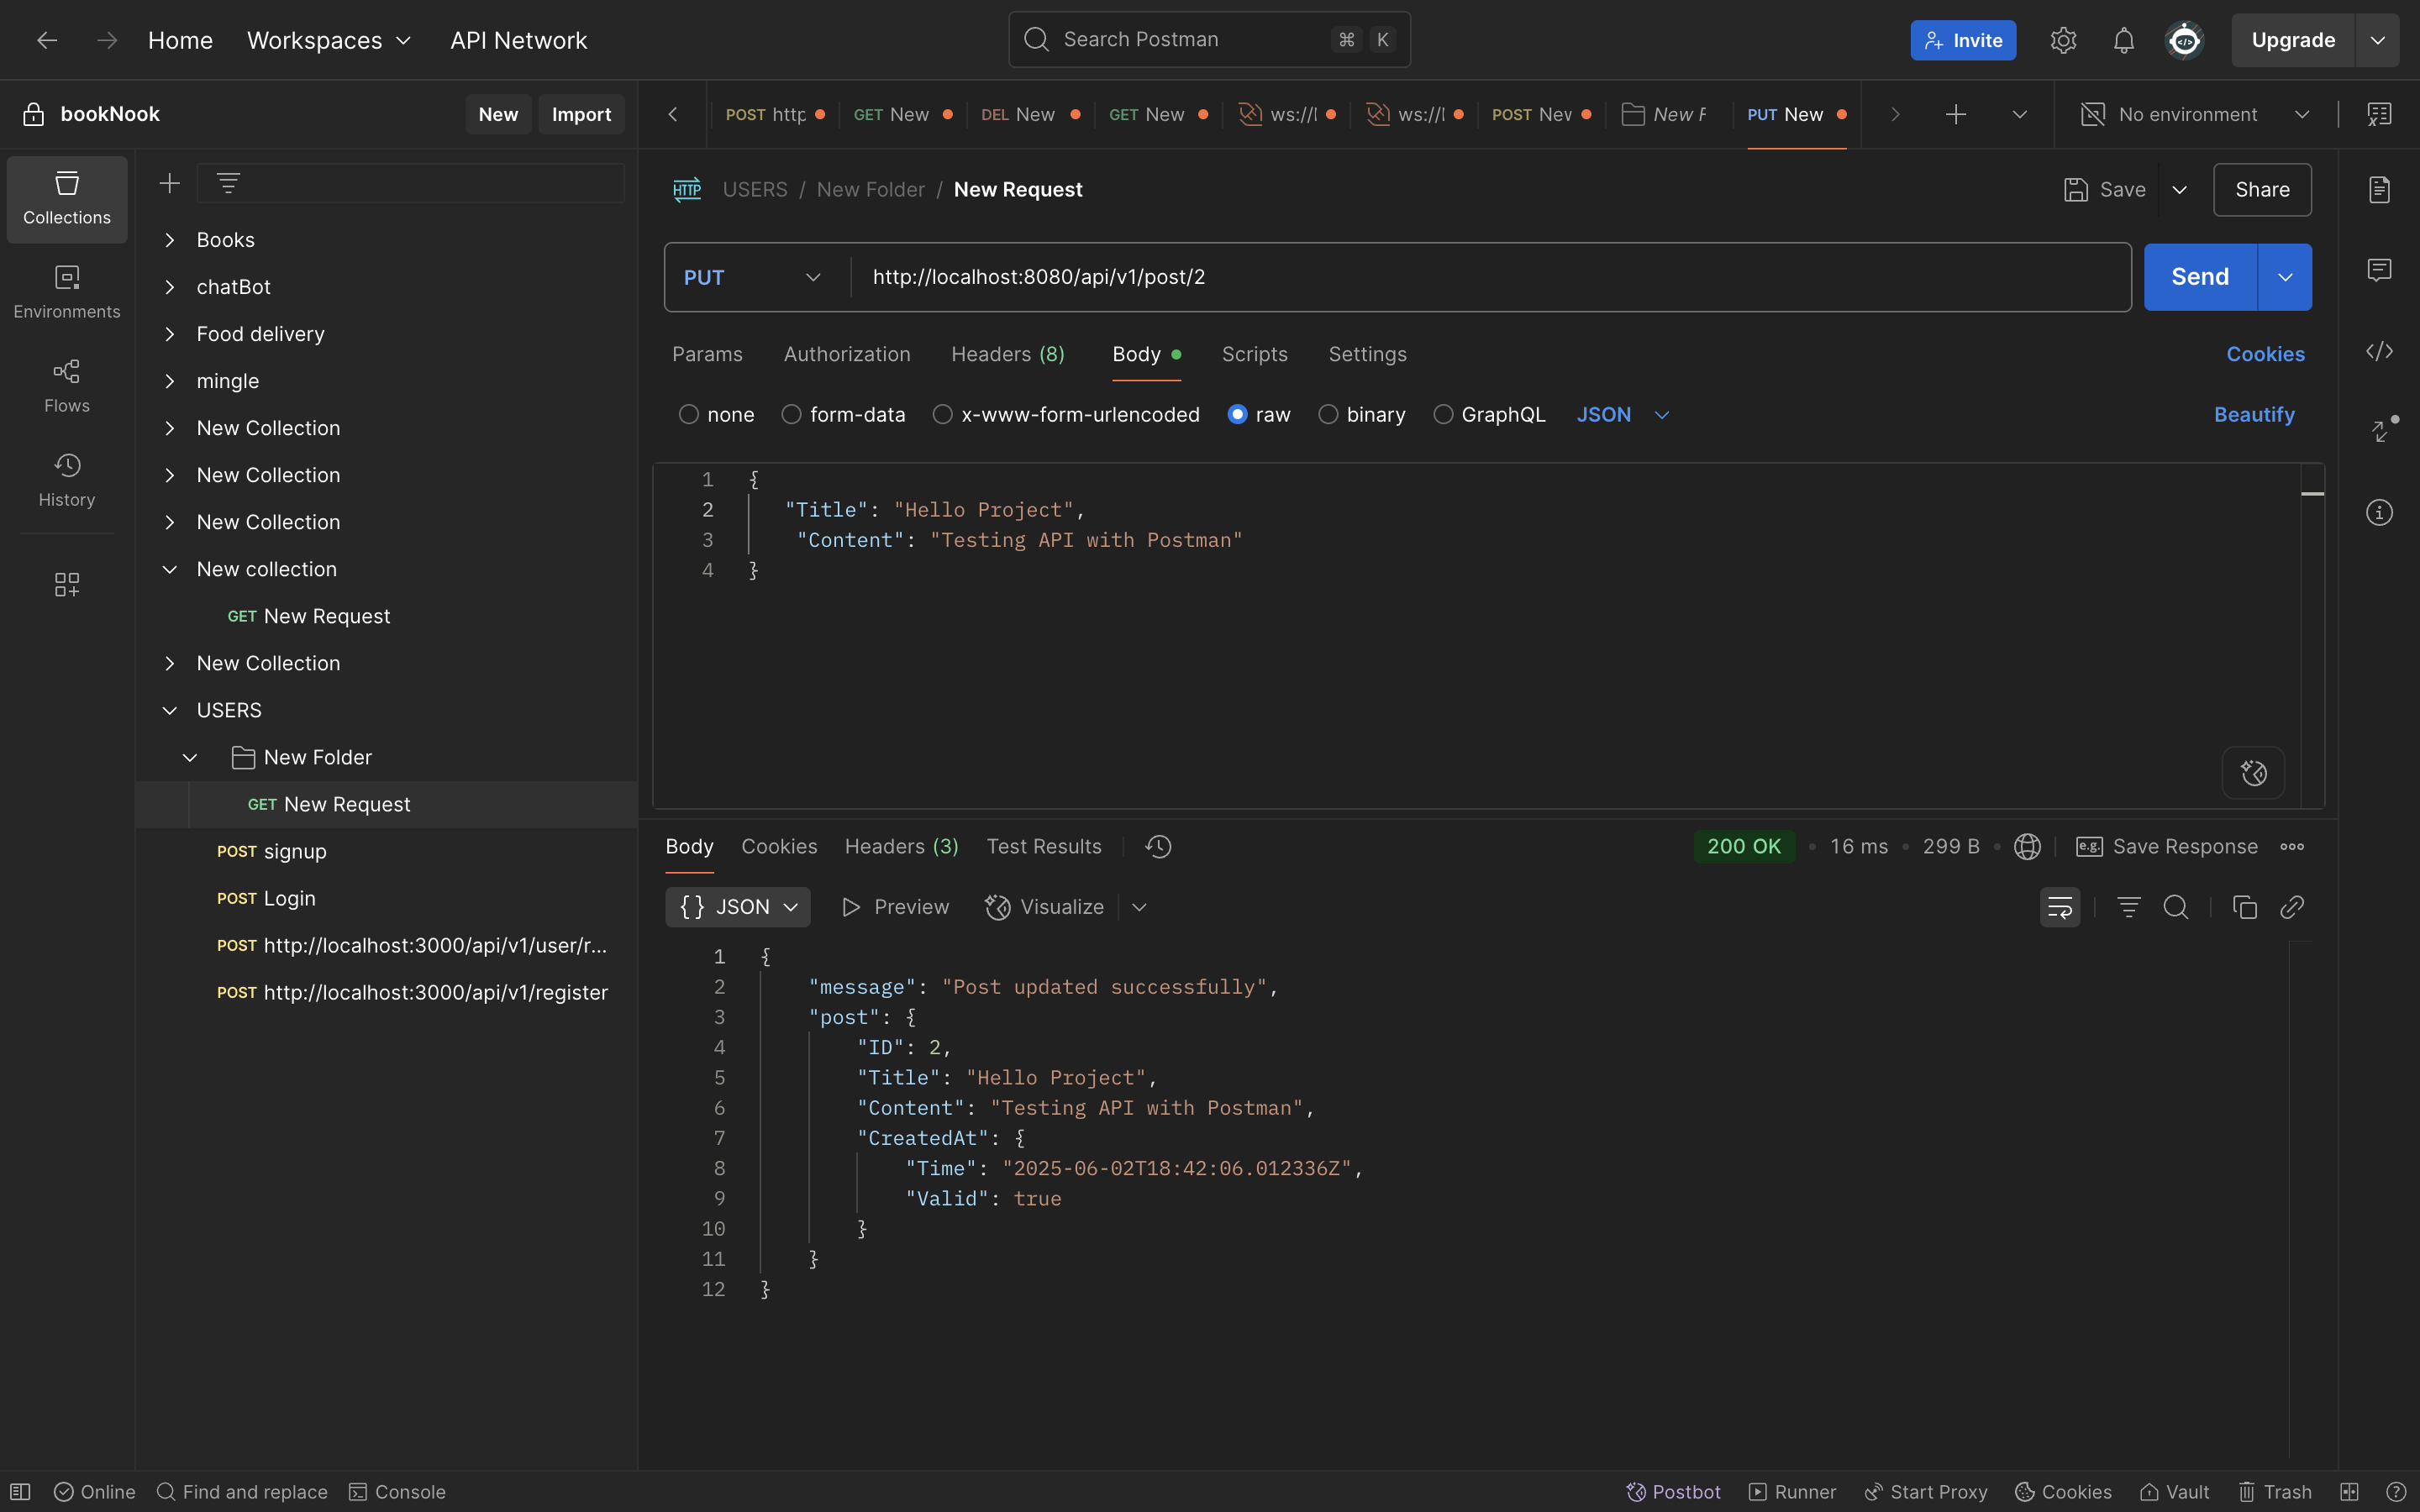 Home Workspaces API Network Search Postman ⌘ K Invite Upgrade
bookNook New Import
POST http GET New DEL New GET New ws://l ws://l POST New New F PUT New No environment
Collections
Environments
Flows
History
Books
chatBot
Food delivery
mingle
New Collection
New Collection
New Collection
New collection
GET New Request
New Collection
USERS
New Folder
GET New Request
POST signup
POST Login
POST http://localhost:3000/api/v1/user/r...
POST http://localhost:3000/api/v1/register
HTTP USERS / New Folder / New Request Save Share
PUT http://localhost:8080/api/v1/post/2 Send
Params Authorization Headers (8) Body Scripts Settings Cookies
none form-data x-www-form-urlencoded raw binary GraphQL JSON Beautify
1 {
2 "Title": "Hello Project",
3 "Content": "Testing API with Postman"
4 }
Body Cookies Headers (3) Test Results 200 OK • 16 ms • 299 B • e.g. Save Response
{} JSON Preview Visualize
1 {
2 "message": "Post updated successfully",
3 "post": {
4 "ID": 2,
5 "Title": "Hello Project",
6 "Content": "Testing API with Postman",
7 "CreatedAt": {
8 "Time": "2025-06-02T18:42:06.012336Z",
9 "Valid": true
10 }
11 }
12 }
Online Find and replace Console Postbot Runner Start Proxy Cookies Vault Trash